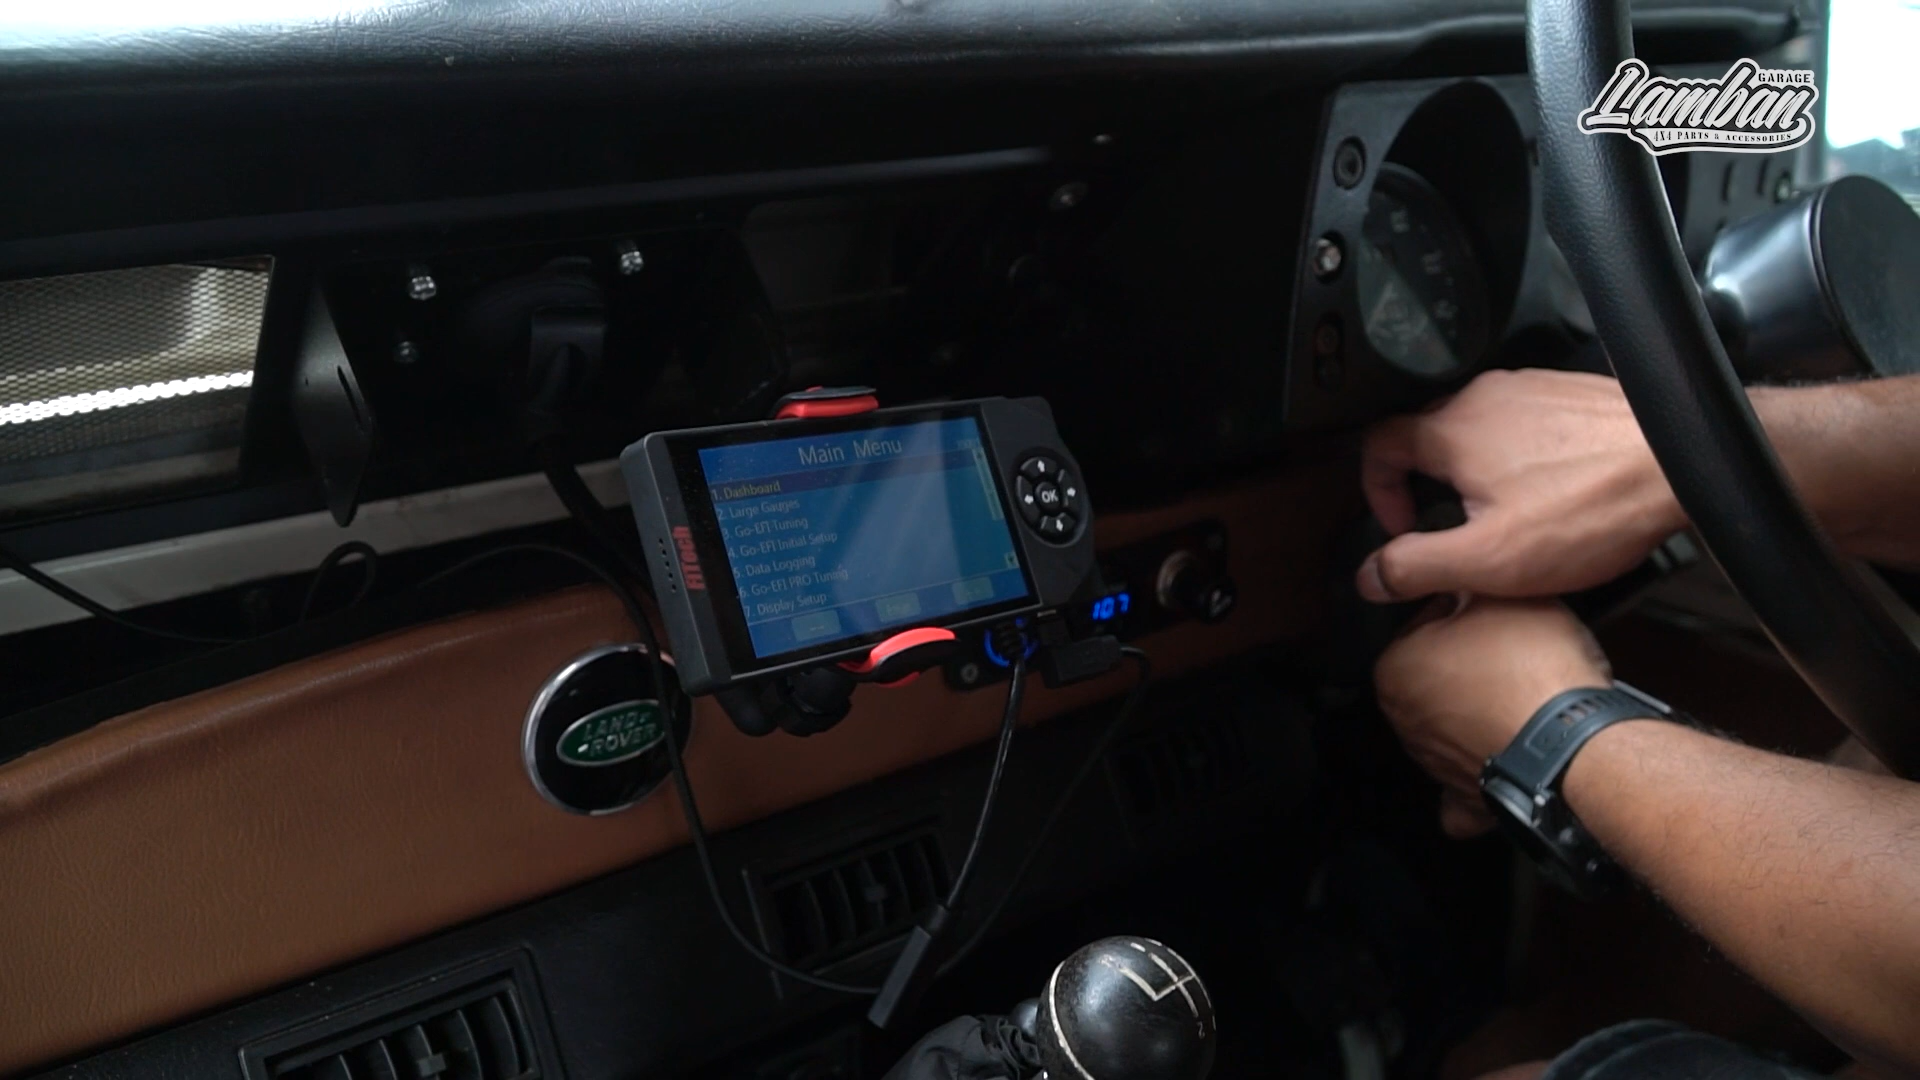 GARAGE
Lamban
4X4 PARTS & ACCESSORIES
Main Menu
1. Dashboard
2. Large Gauges
3. Go-EFI Tuning
4. Go-EFI Initial Setup
5. Data Logging
6. Go-EFI PRO Tuning
7. Display Setup
FiTech
OK
10.7
LAND
ROVER